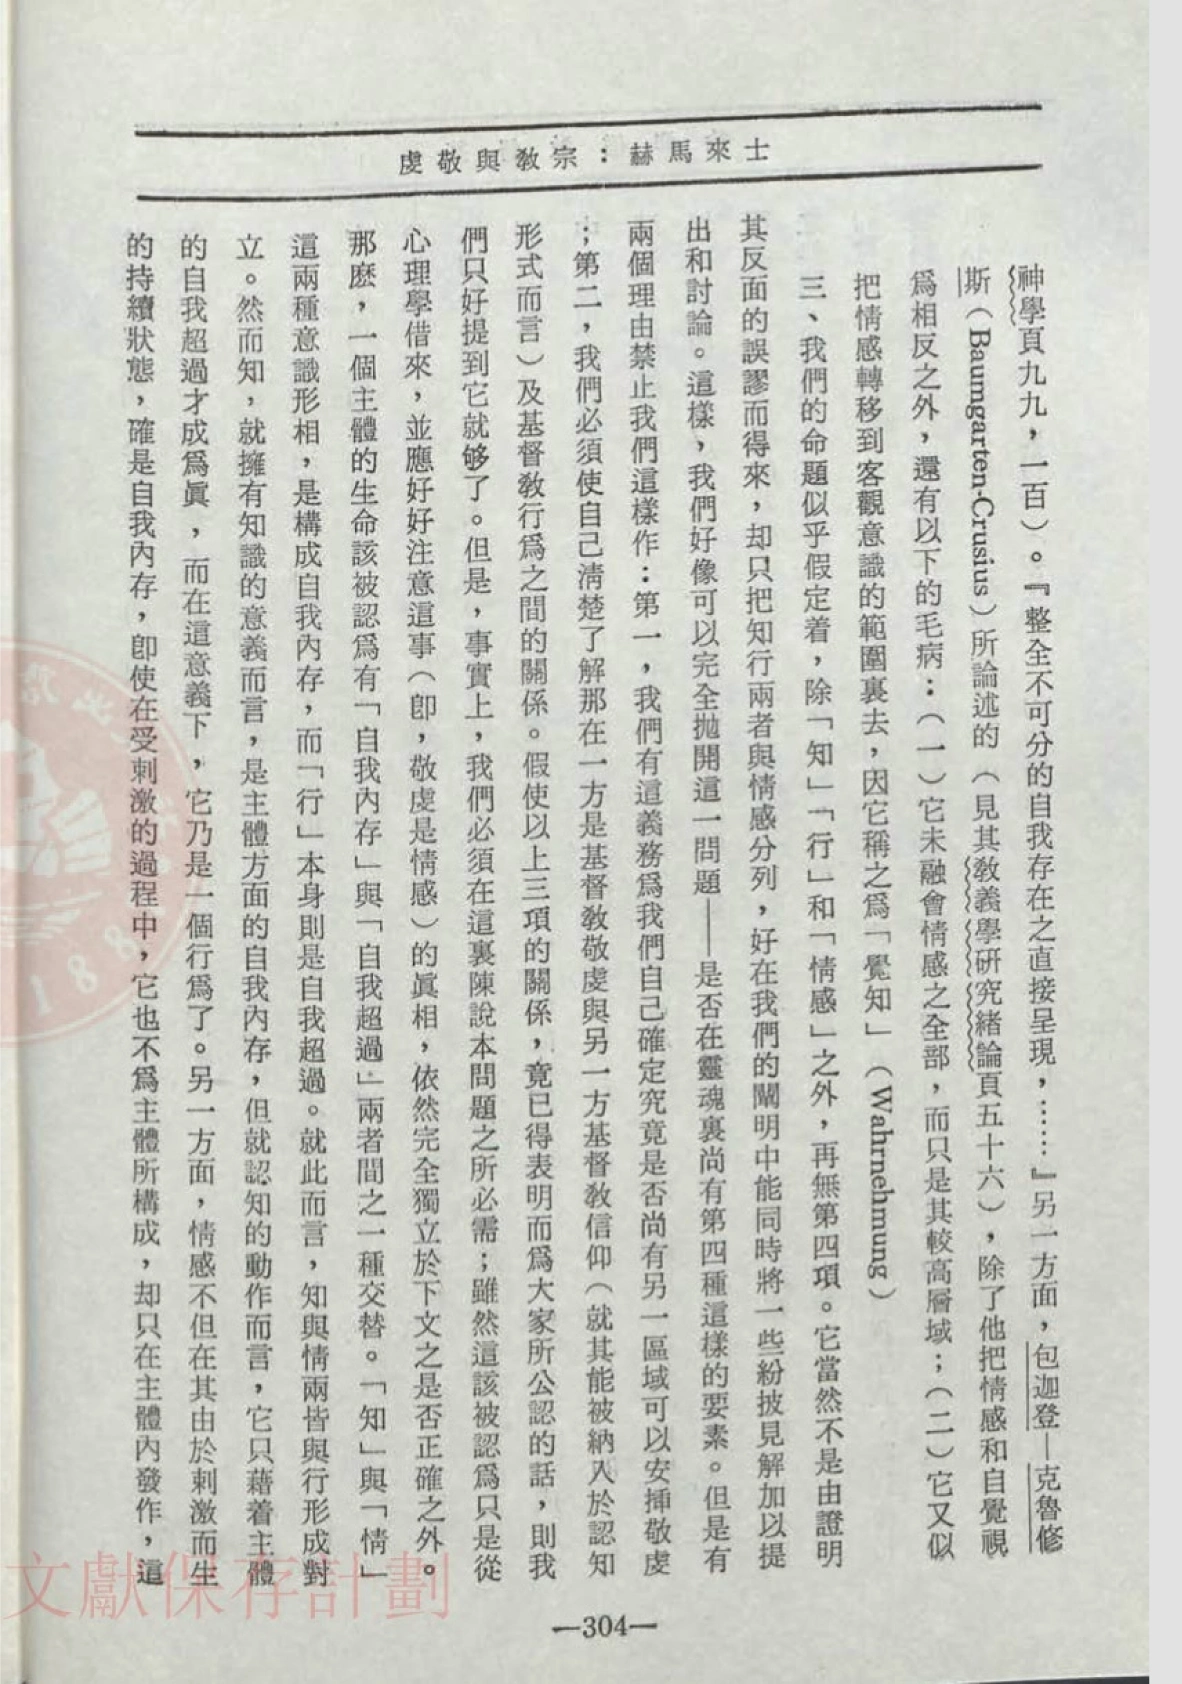 士來馬赫：宗敎與敬虔
神學頁九九，一百）。『整全不可分的自我存在之直接呈現，……』另一方面，包迦登—克魯修
斯（Baumgarten-Crusius）所論述的（見其敎義學硏究緒論頁五十六），除了他把情感和自覺視
爲相反之外，還有以下的毛病：（一）它未融會情感之全部，而只是其較高層域；（二）它又似
把情感轉移到客觀意識的範圍裏去，因它稱之爲「覺知」（Wahrnehmung）
三、我們的命題似乎假定着，除「知」「行」和「情感」之外，再無第四項。它當然不是由證明
其反面的誤謬而得來，却只把知行兩者與情感分列，好在我們的闡明中能同時將一些紛披見解加以提
出和討論。這樣，我們好像可以完全拋開這一問題——是否在靈魂裏尚有第四種這樣的要素。但是有
兩個理由禁止我們這樣作：第一，我們有這義務爲我們自己確定究竟是否尚有另一區域可以安揷敬虔
；第二，我們必須使自己淸楚了解那在一方是基督敎敬虔與另一方基督敎信仰（就其能被納入於認知
形式而言）及基督敎行爲之間的關係。假使以上三項的關係，竟已得表明而爲大家所公認的話，則我
們只好提到它就够了。但是，事實上，我們必須在這裏陳說本問題之所必需；雖然這該被認爲只是從
心理學借來，並應好好注意這事（卽，敬虔是情感）的眞相，依然完全獨立於下文之是否正確之外。
那麽，一個主體的生命該被認爲有「自我內存」與「自我超過」兩者間之一種交替。「知」與「情」
這兩種意識形相，是構成自我內存，而「行」本身則是自我超過。就此而言，知與情兩皆與行形成對
立。然而知，就擁有知識的意義而言，是主體方面的自我內存，但就認知的動作而言，它只藉着主體
的自我超過才成爲眞，而在這意義下，它乃是一個行爲了。另一方面，情感不但在其由於刺激而生
的持續狀態，確是自我內存，卽使在受刺激的過程中，它也不爲主體所構成，却只在主體內發作，這
—304—
文獻保存計劃
188